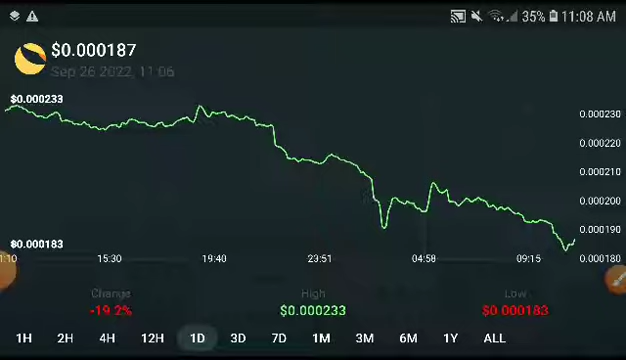 35% 11:08 AM
$0.000187
Sep 26 2022, 11:06
$0.000233
0.000230
0.000220
0.000210
0.000200
0.000190
$0.000183
0.000180
1:10 15:30 19:40 23:51 04:58 09:15
Change High Low
-19.2% $0.000233 $0.000183
1H 2H 4H 12H 1D 3D 7D 1M 3M 6M 1Y ALL